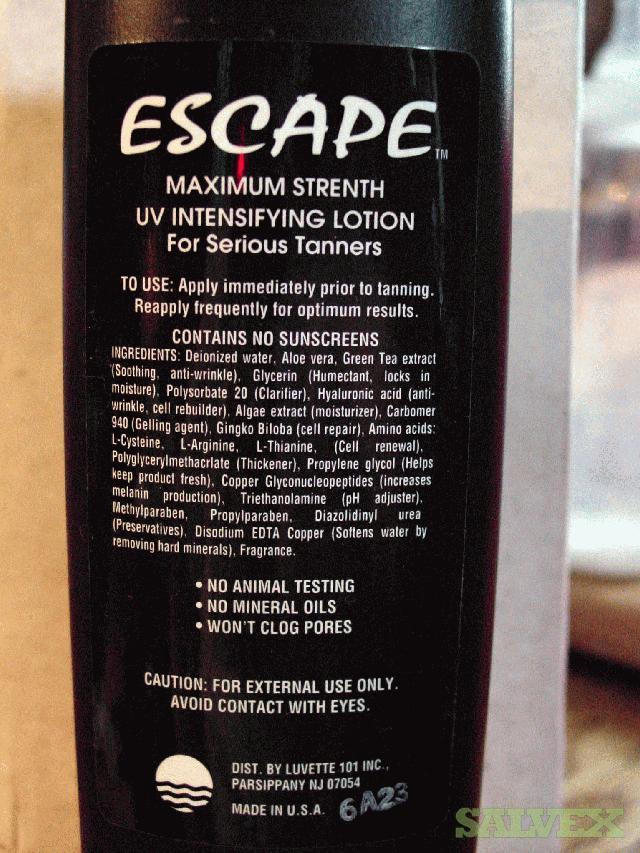 ESCAPE™
MAXIMUM STRENTH
UV INTENSIFYING LOTION
For Serious Tanners
TO USE: Apply immediately prior to tanning.
Reapply frequently for optimum results.
CONTAINS NO SUNSCREENS
INGREDIENTS: Deionized water, Aloe vera, Green Tea extract
(Soothing, anti-wrinkle), Glycerin (Humectant, locks in
moisture), Polysorbate 20 (Clarifier), Hyaluronic acid (anti-
wrinkle, cell rebuilder), Algae extract (moisturizer), Carbomer
940 (Gelling agent), Gingko Biloba (cell repair), Amino acids:
L-Cysteine, L-Arginine, L-Thianine, (Cell renewal),
Polyglycerylmethacrlate (Thickener), Propylene glycol (Helps
keep product fresh), Copper Glyconucleopeptides (increases
melanin production), Triethanolamine (pH adjuster),
Methylparaben, Propylparaben, Diazolidinyl urea
(Preservatives), Disodium EDTA Copper (Softens water by
removing hard minerals), Fragrance.
• NO ANIMAL TESTING
• NO MINERAL OILS
• WON'T CLOG PORES
CAUTION: FOR EXTERNAL USE ONLY.
AVOID CONTACT WITH EYES.
DIST. BY LUVETTE 101 INC.,
PARSIPPANY NJ 07054
MADE IN U.S.A. 6A23
SALVEX